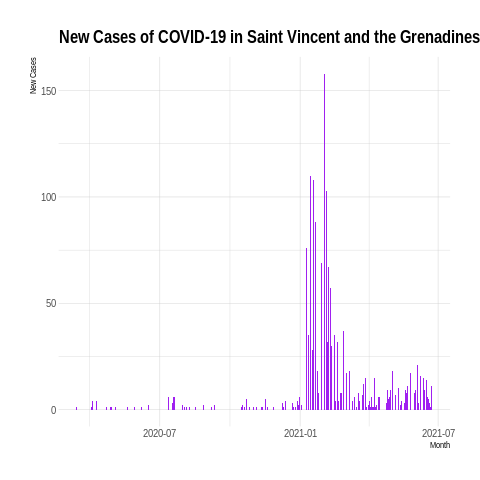 New Cases of COVID-19 in Saint Vincent and the Grenadines
New Cases
150
100
50
0
2020-07
2021-01
2021-07
Month